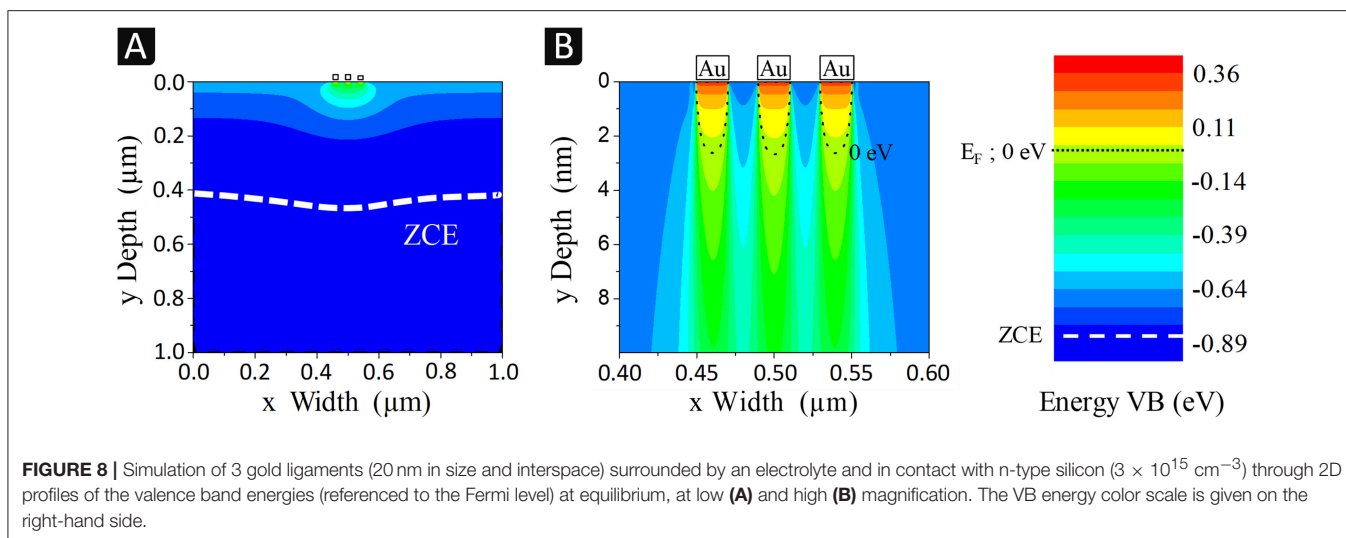 A
0.0
0.2
0.4
0.6
0.8
1.0
y Depth (µm)
ZCE
0.0 0.2 0.4 0.6 0.8 1.0
x Width (µm)
B
Au Au Au
0
2
4
6
8
y Depth (nm)
0 eV
0.40 0.45 0.50 0.55 0.60
x Width (µm)
0.36
0.11
E_F ; 0 eV
-0.14
-0.39
-0.64
ZCE
-0.89
Energy VB (eV)
FIGURE 8 | Simulation of 3 gold ligaments (20 nm in size and interspace) surrounded by an electrolyte and in contact with n-type silicon (3 × 10¹⁵ cm⁻³) through 2D
profiles of the valence band energies (referenced to the Fermi level) at equilibrium, at low (A) and high (B) magnification. The VB energy color scale is given on the
right-hand side.